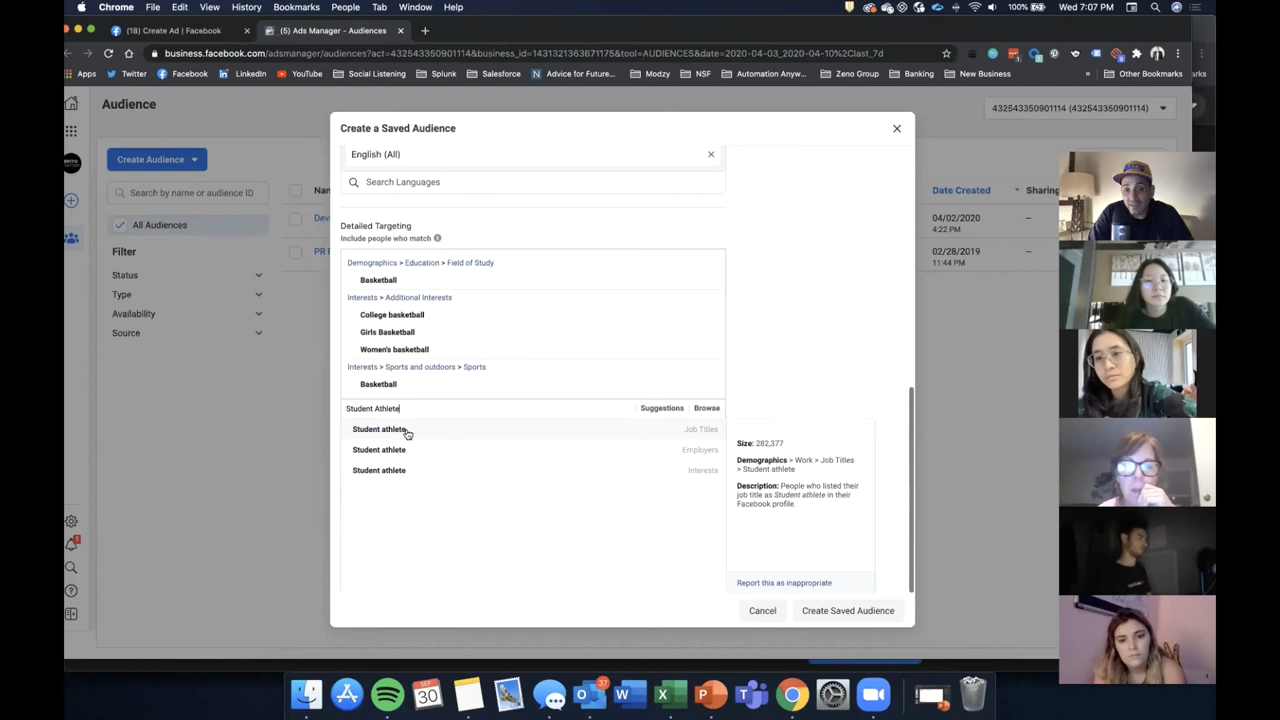 Chrome File Edit View History Bookmarks People Tab Window Help
100% Wed 7:07 PM
(18) Create Ad | Facebook
(5) Ads Manager - Audiences
business.facebook.com/adsmanager/audiences?act=432543350901114&business_id=1431321363671175&tool=AUDIENCES&date=2020-04-03_2020-04-10%2Clast_7d
Apps Twitter Facebook LinkedIn YouTube Social Listening Splunk Salesforce Advice for Future... Modzy NSF Automation Anyw... Zeno Group Banking New Business » Other Bookmarks
Audience
432543350901114 (432543350901114)
Create a Saved Audience
Create Audience
Search by name or audience ID
All Audiences
Filter
Status
Type
Availability
Source
Date Created
Sharing
04/02/2020
4:22 PM
02/28/2019
11:44 PM
English (All)
Search Languages
Detailed Targeting
Include people who match
Demographics > Education > Field of Study
Basketball
Interests > Additional Interests
College basketball
Girls Basketball
Women's basketball
Interests > Sports and outdoors > Sports
Basketball
Student Athlete Suggestions Browse
Student athlete Job Titles
Student athlete Employers
Student athlete Interests
Size: 282,377
Demographics > Work > Job Titles
> Student athlete
Description: People who listed their
job title as Student athlete in their
Facebook profile.
Report this as inappropriate
Cancel
Create Saved Audience
SEP
30
37